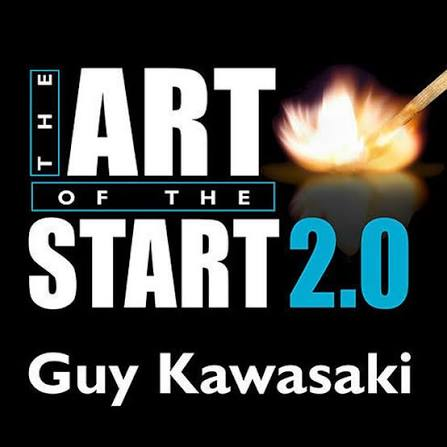 THE
ART
OF THE
START 2.0
Guy Kawasaki